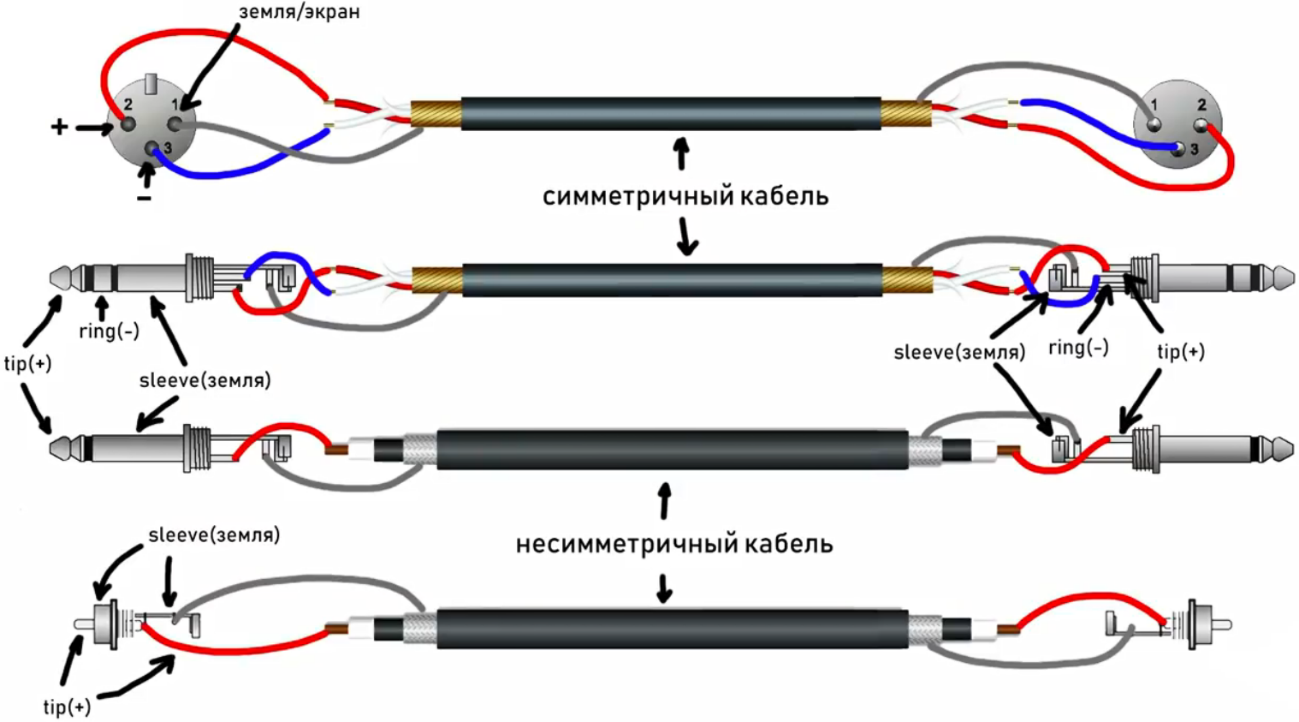 земля/экран
2 1
+
3
−
1 2
3
симметричный кабель
ring(-)
tip(+)
sleeve(земля)
sleeve(земля)
ring(-)
tip(+)
sleeve(земля)
несимметричный кабель
tip(+)